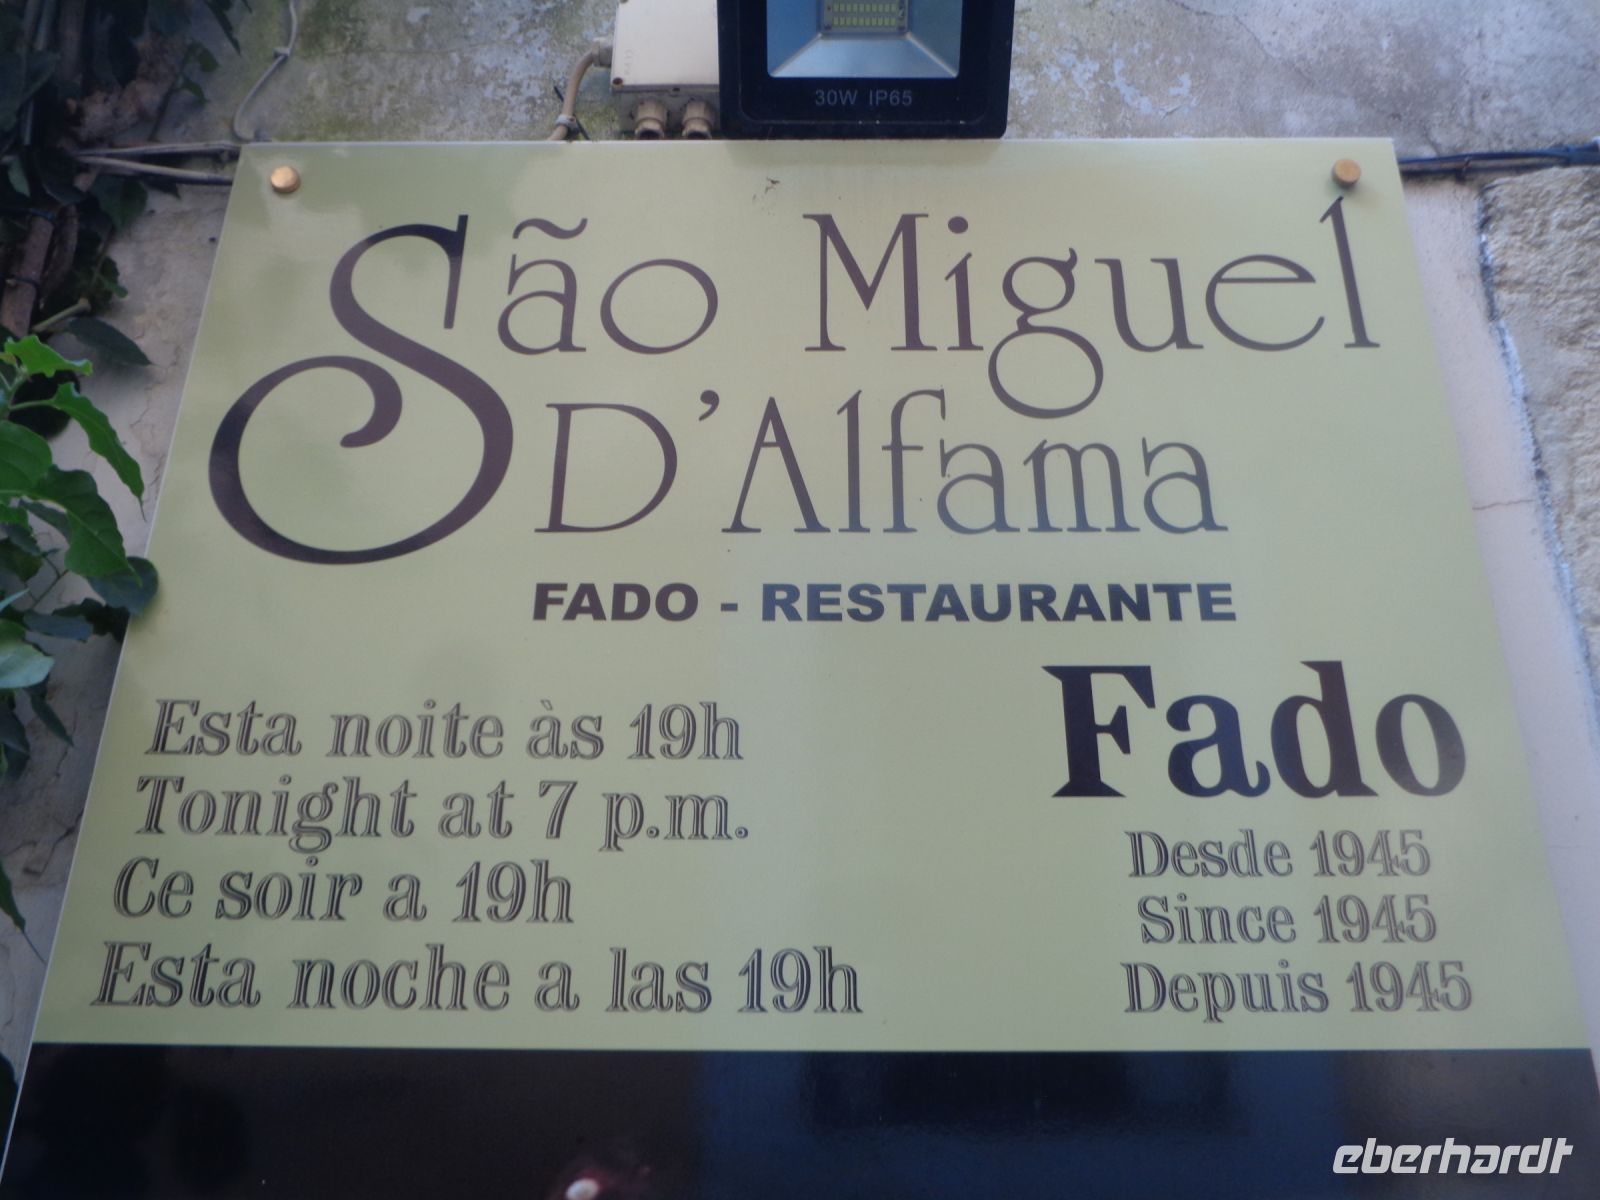 30W IP65
São Miguel
D'Alfama
FADO - RESTAURANTE
Esta noite às 19h
Tonight at 7 p.m.
Ce soir a 19h
Esta noche a las 19h
Fado
Desde 1945
Since 1945
Depuis 1945
eberhardt